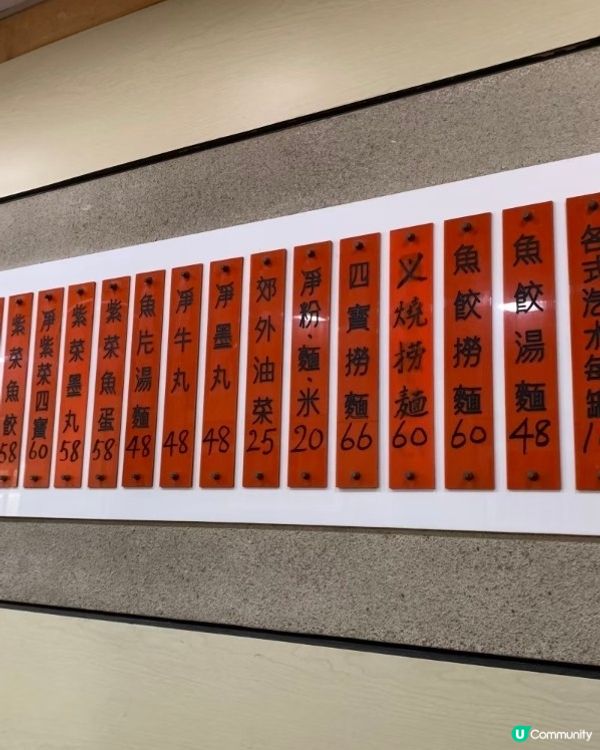 紫菜魚餃58
淨紫菜四寶60
紫菜墨丸58
紫菜魚蛋58
魚片湯麵48
淨牛丸48
淨墨丸48
郊外油菜25
淨粉、麵、米20
四寶撈麵66
叉燒撈麵60
魚餃撈麵60
魚餃湯麵48
各式汽水每罐
U Community